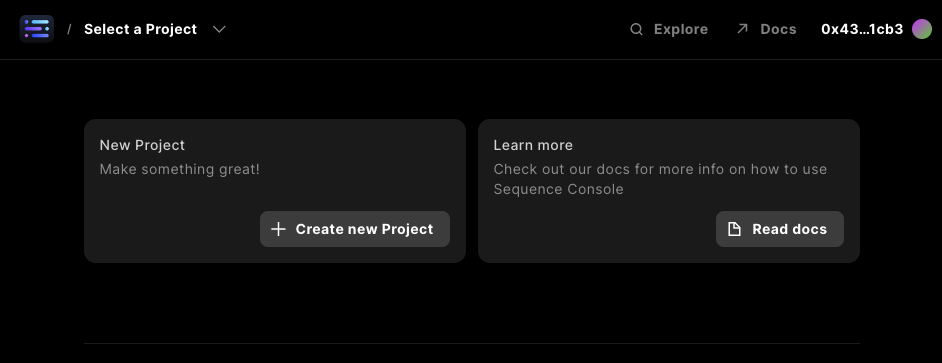 / Select a Project
Explore
Docs
0x43...1cb3
New Project
Make something great!
Create new Project
Learn more
Check out our docs for more info on how to use
Sequence Console
Read docs